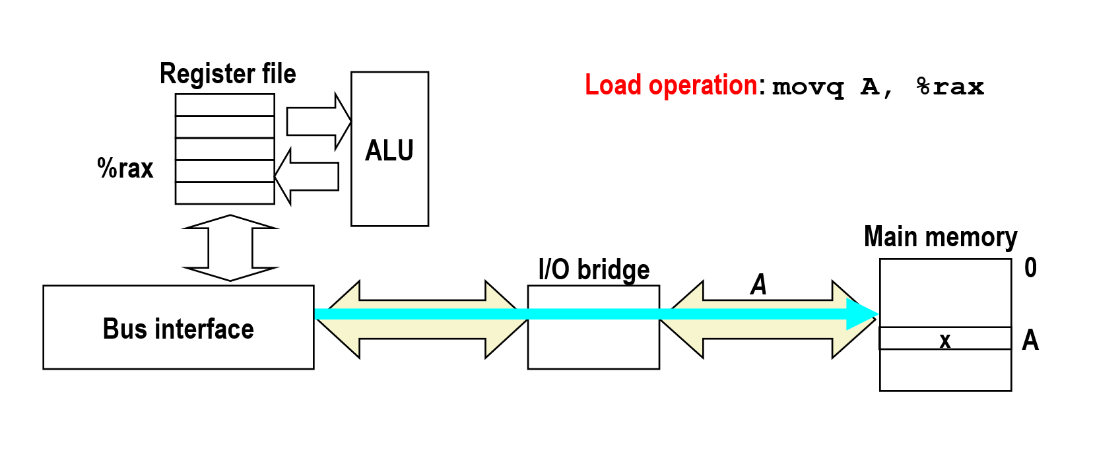 Register file
Load operation: movq A, %rax
ALU
%rax
Main memory
0
I/O bridge
A
Bus interface
x
A